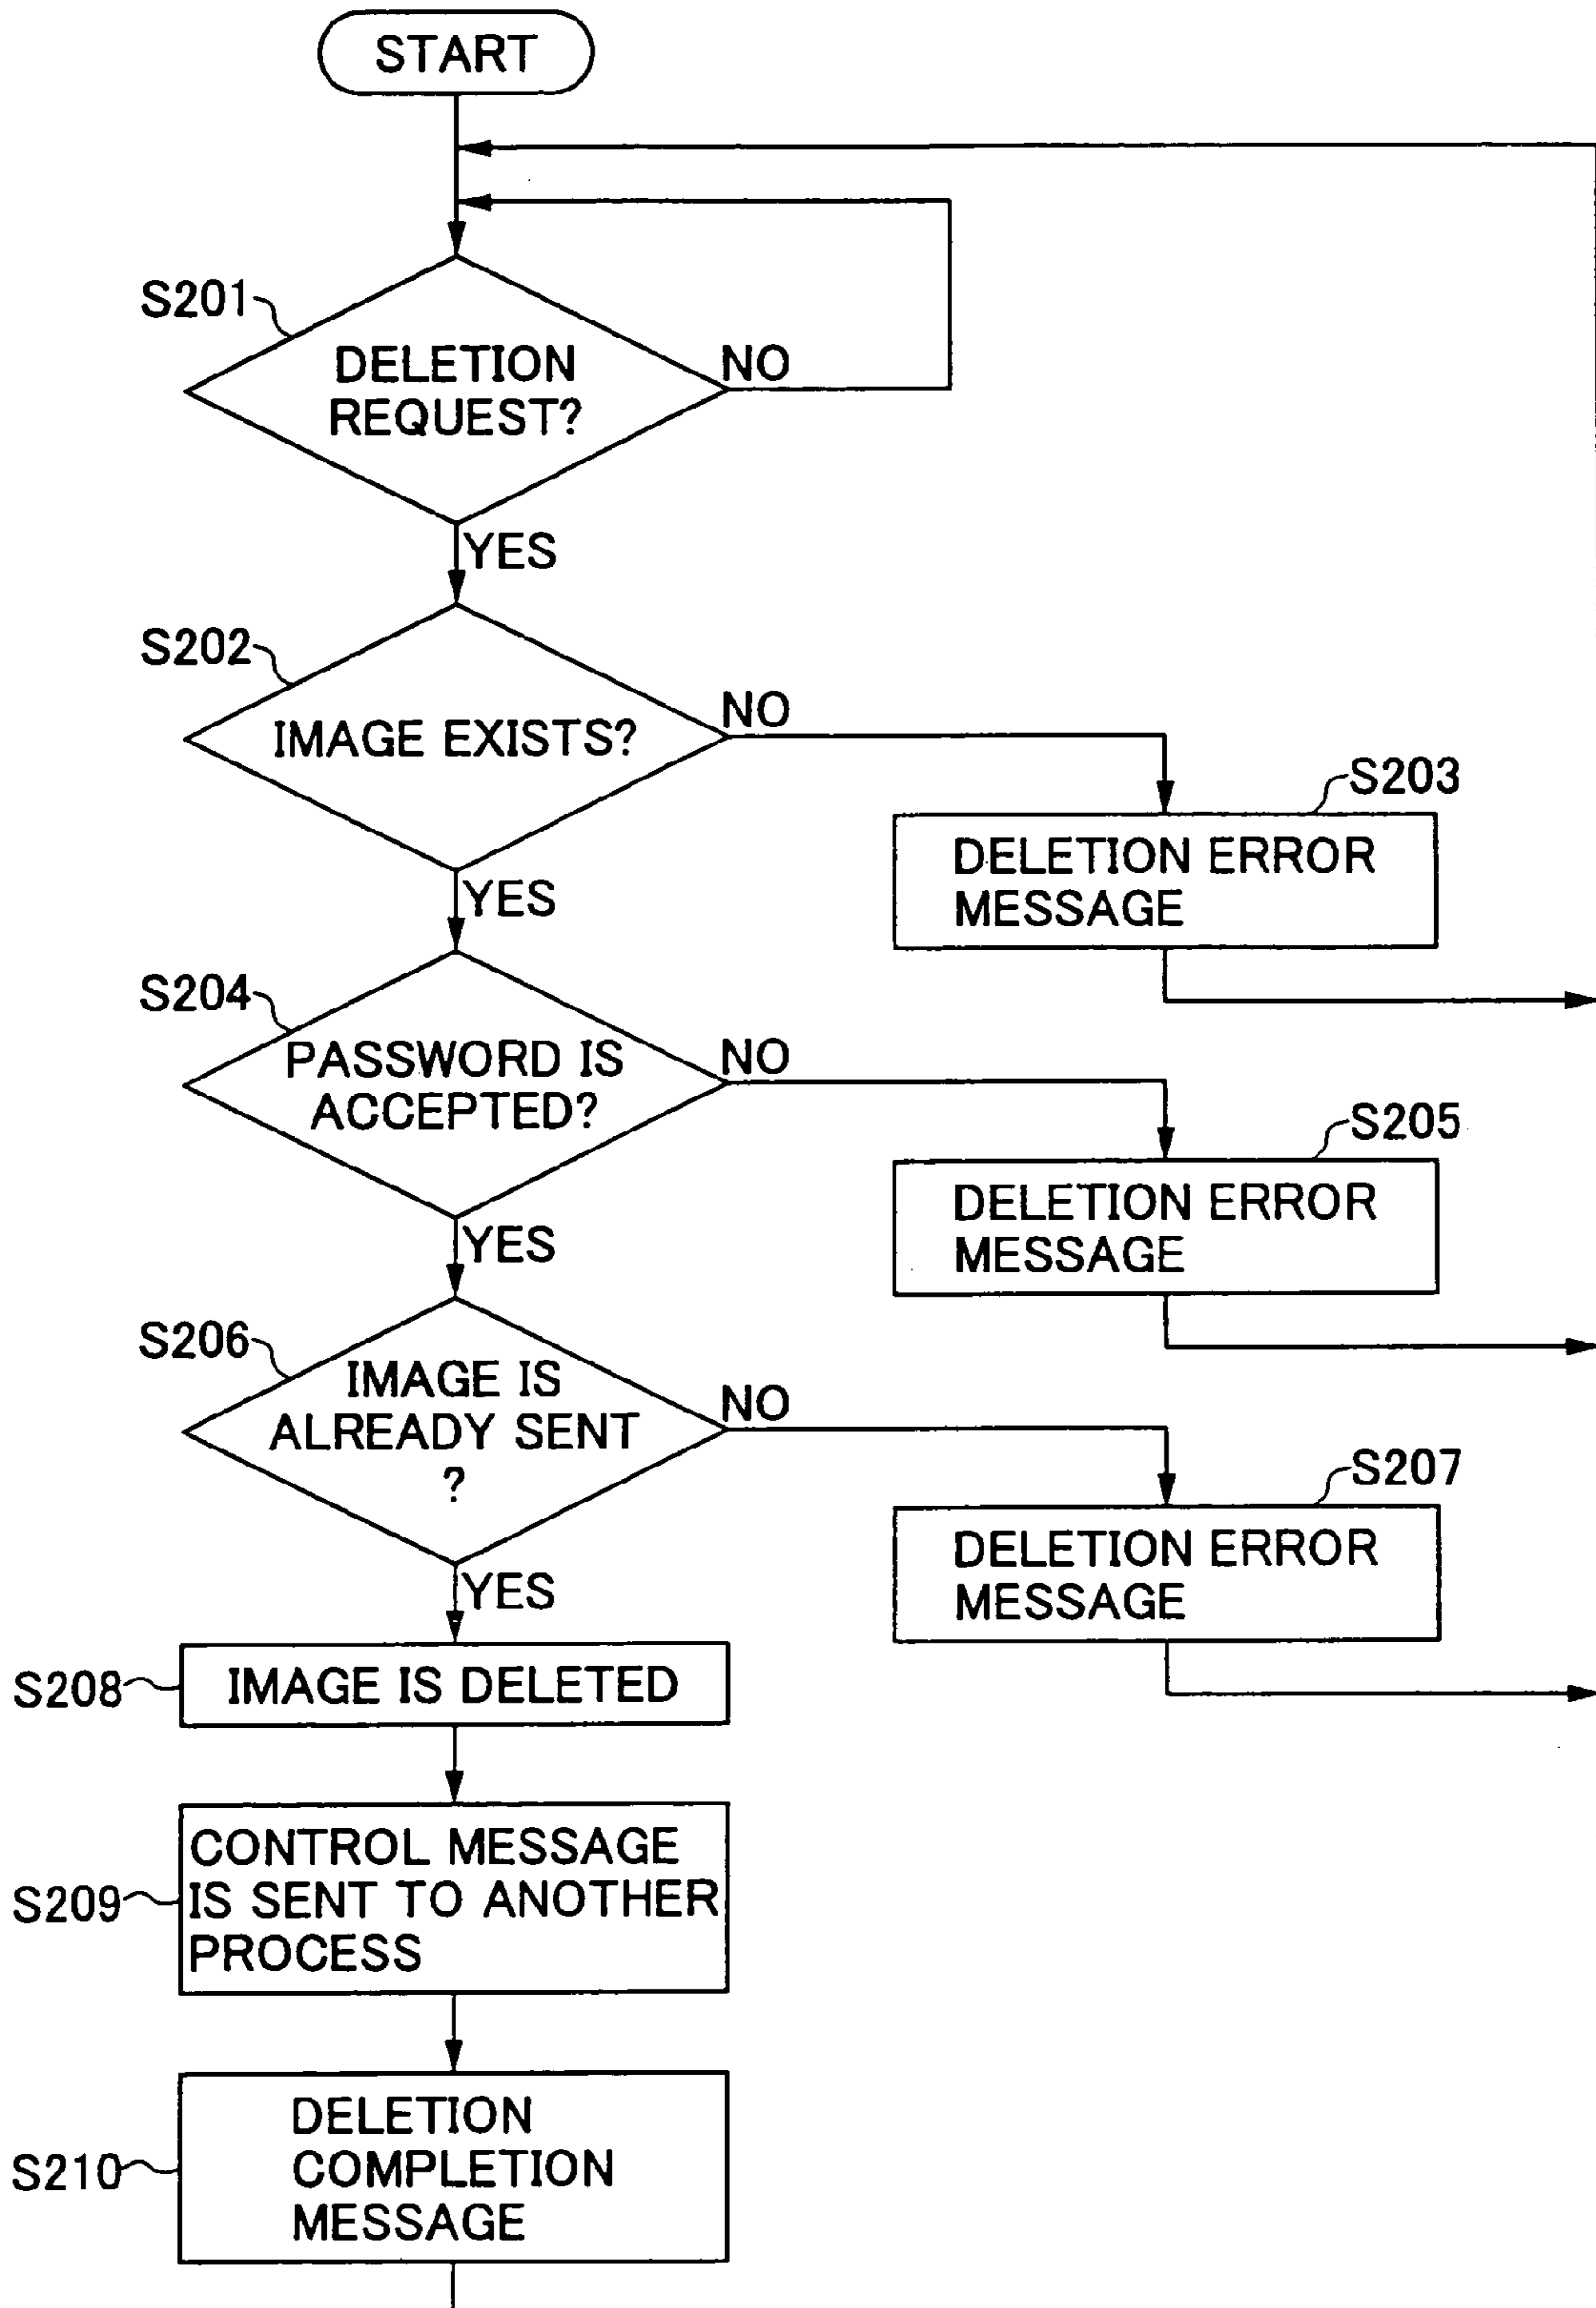 START
S201
DELETION
REQUEST?
NO
YES
S202
IMAGE EXISTS?
NO
S203
DELETION ERROR
MESSAGE
YES
S204
PASSWORD IS
ACCEPTED?
NO
S205
DELETION ERROR
MESSAGE
YES
S206
IMAGE IS
ALREADY SENT
?
NO
S207
DELETION ERROR
MESSAGE
YES
S208
IMAGE IS DELETED
S209
CONTROL MESSAGE
IS SENT TO ANOTHER
PROCESS
S210
DELETION
COMPLETION
MESSAGE